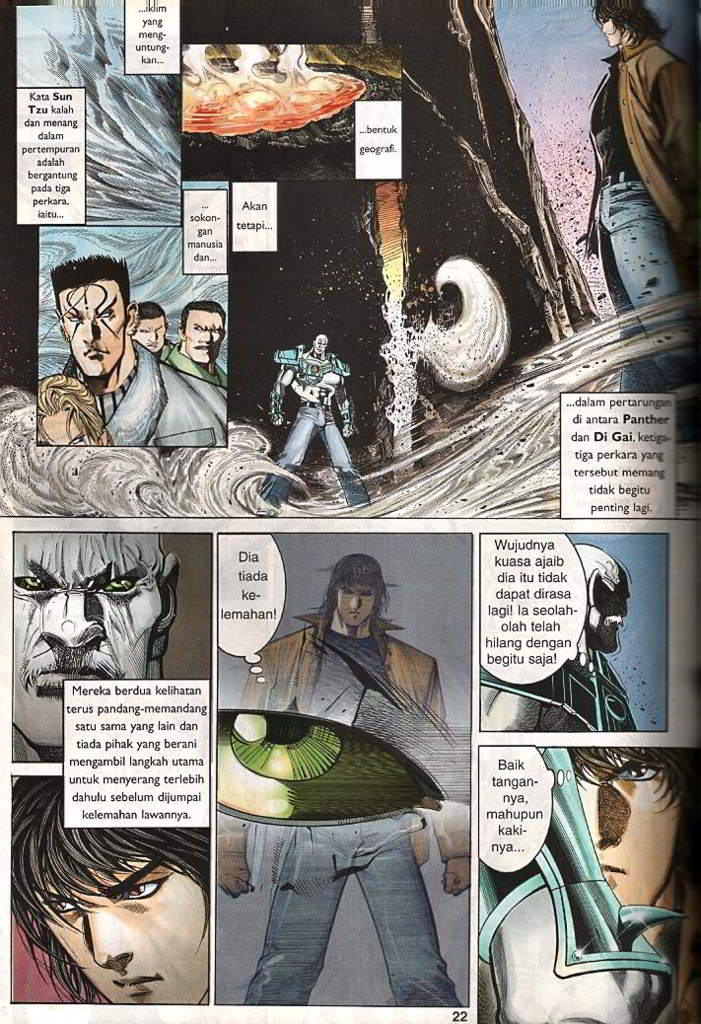 Kata Sun
Tzu kalah
dan menang
dalam
pertempuran
adalah
bergantung
pada tiga
perkara,
iaitu...
...iklim
yang
mengun-
tungkan...
...bentuk
geografi.
...
sokon-
gan
manusia
dan...
Akan
tetapi...
...dalam pertarungan
di antara Panther
dan Di Gai, ketiga-
tiga perkara yang
tersebut memang
tidak begitu
penting lagi.
Mereka berdua kelihatan
terus pandang-memandang
satu sama yang lain dan
tiada pihak yang berani
mengambil langkah utama
untuk menyerang terlebih
dahulu sebelum dijumpai
kelemahan lawannya.
Dia
tiada
ke-
lemahan!
Wujudnya
kuasa ajaib
dia itu tidak
dapat dirasa
lagi! Ia seolah-
olah telah
hilang dengan
begitu saja!
Baik
tangan-
nya,
mahupun
kaki-
nya...
22